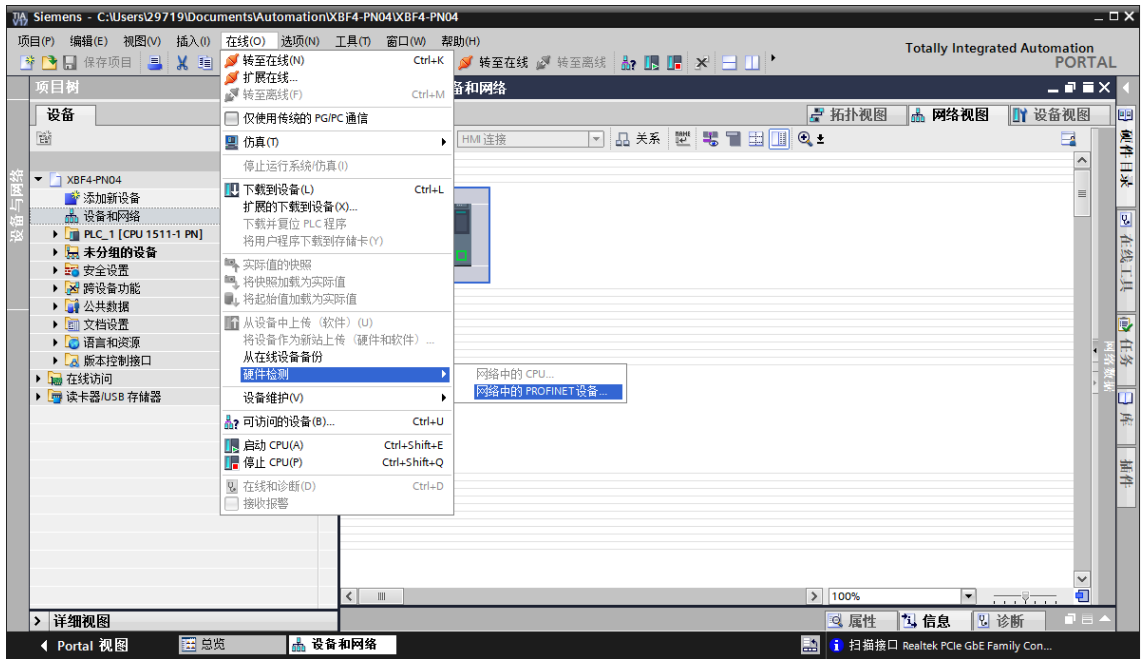 Siemens - C:\Users\29719\Documents\Automation\XBF4-PN04\XBF4-PN04
项目(P) 编辑(E) 视图(V) 插入(I) 在线(O) 选项(N) 工具(T) 窗口(W) 帮助(H)
Totally Integrated Automation
PORTAL
保存项目
转至在线 转至离线
项目树
设备
XBF4-PN04
添加新设备
设备和网络
PLC_1 [CPU 1511-1 PN]
未分组的设备
安全设置
跨设备功能
公共数据
文档设置
语言和资源
版本控制接口
在线访问
读卡器/USB 存储器
设备与网络
转至在线(N) Ctrl+K
扩展在线...
转至离线(F) Ctrl+M
仅使用传统的 PG/PC 通信
仿真(T)
停止运行系统/仿真(I)
下载到设备(L) Ctrl+L
扩展的下载到设备(X)...
下载并复位 PLC 程序
将用户程序下载到存储卡(Y)
实际值的快照
将快照加载为实际值
将起始值加载为实际值
从设备中上传（软件）(U)
将设备作为新站上传（硬件和软件）...
从在线设备备份
硬件检测
设备维护(V)
可访问的设备(B)... Ctrl+U
启动 CPU(A) Ctrl+Shift+E
停止 CPU(P) Ctrl+Shift+Q
在线和诊断(D) Ctrl+D
接收报警
网络中的 CPU...
网络中的 PROFINET 设备...
备和网络
拓扑视图 网络视图 设备视图
HMI 连接
关系
网络数据
硬件目录
在线工具
任务
库
插件
100%
详细视图
属性 信息 诊断
Portal 视图 总览 设备和网络
扫描接口 Realtek PCIe GbE Family Con...